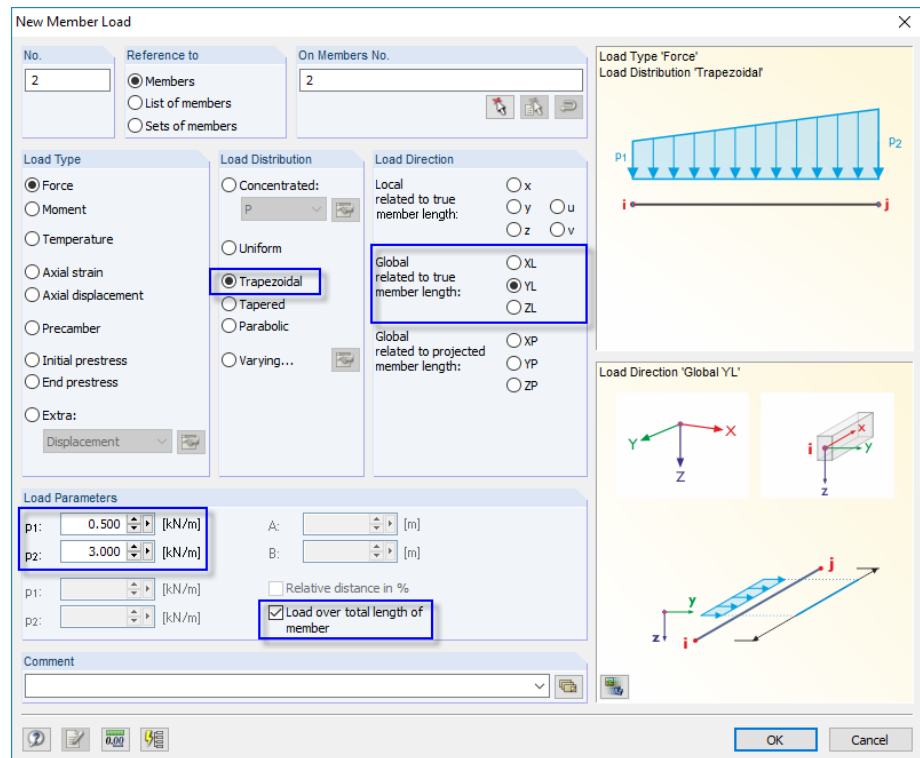 New Member Load
No.
2
Reference to
Members
List of members
Sets of members
On Members No.
2
Load Type
Force
Moment
Temperature
Axial strain
Axial displacement
Precamber
Initial prestress
End prestress
Extra:
Displacement
Load Distribution
Concentrated:
P
Uniform
Trapezoidal
Tapered
Parabolic
Varying...
Load Direction
Local
related to true
member length:
x
y u
z v
Global
related to true
member length:
XL
YL
ZL
Global
related to projected
member length:
XP
YP
ZP
Load Parameters
p1: 0.500 [kN/m]
p2: 3.000 [kN/m]
p1: [kN/m]
p2: [kN/m]
A: [m]
B: [m]
Relative distance in %
Load over total length of
member
Comment
Load Type 'Force'
Load Distribution 'Trapezoidal'
p1
p2
i j
Load Direction 'Global YL'
Y X
Z
x
i y
z
j
y
z i
0.00
OK Cancel